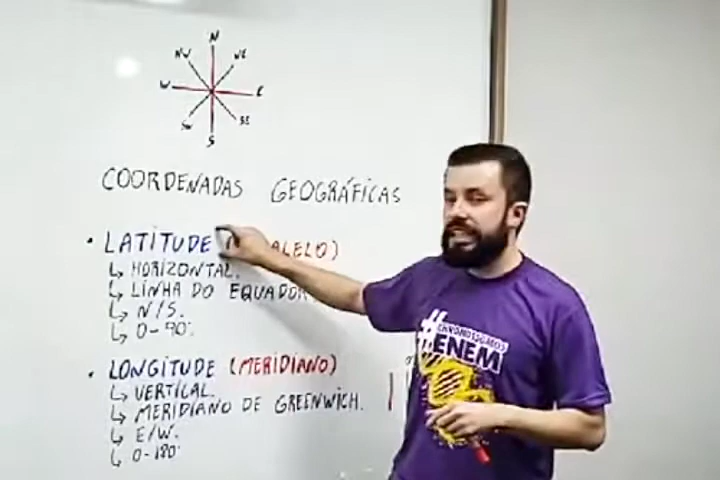 N
NW NE
W E
SW SE
S
COORDENADAS GEOGRÁFICAS
• LATITUDE ALELO)
↳ HORIZONTAL.
↳ LINHA DO EQUADOR
↳ N/S.
↳ 0-90°
• LONGITUDE (MERIDIANO)
↳ VERTICAL.
↳ MERIDIANO DE GREENWICH.
↳ E/W.
↳ 0-180°
#
ENEM